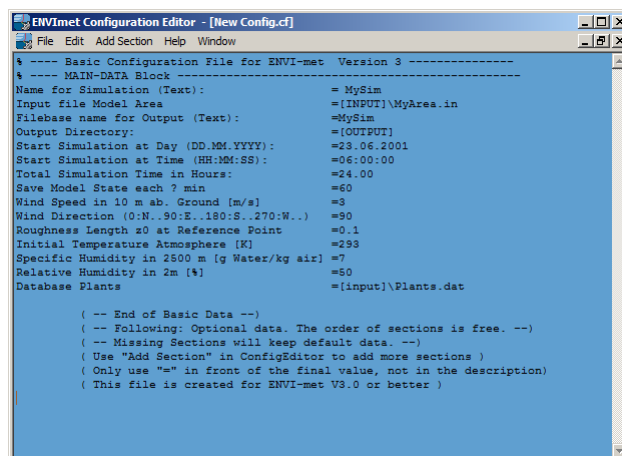 ENVImet Configuration Editor - [New Config.cf]
File Edit Add Section Help Window
% ---- Basic Configuration File for ENVI-met Version 3 ---------------
% ---- MAIN-DATA Block -------------------------------------------------
Name for Simulation (Text): = MySim
Input file Model Area =[INPUT]\MyArea.in
Filebase name for Output (Text): =MySim
Output Directory: =[OUTPUT]
Start Simulation at Day (DD.MM.YYYY): =23.06.2001
Start Simulation at Time (HH:MM:SS): =06:00:00
Total Simulation Time in Hours: =24.00
Save Model State each ? min =60
Wind Speed in 10 m ab. Ground [m/s] =3
Wind Direction (0:N..90:E..180:S..270:W..) =90
Roughness Length z0 at Reference Point =0.1
Initial Temperature Atmosphere [K] =293
Specific Humidity in 2500 m [g Water/kg air] =7
Relative Humidity in 2m [%] =50
Database Plants =[input]\Plants.dat
( -- End of Basic Data --)
( -- Following: Optional data. The order of sections is free. --)
( -- Missing Sections will keep default data. --)
( Use "Add Section" in ConfigEditor to add more sections )
( Only use "=" in front of the final value, not in the description)
( This file is created for ENVI-met V3.0 or better )